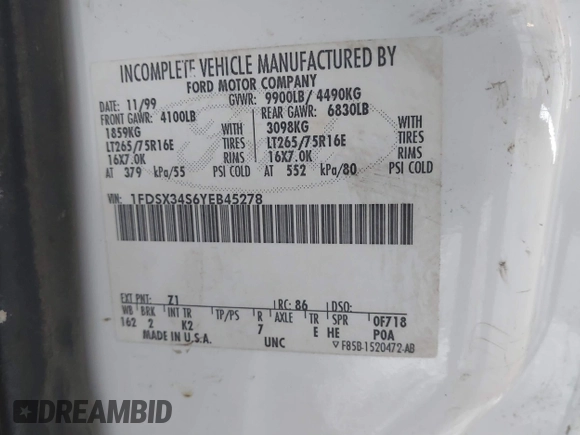 INCOMPLETE VEHICLE MANUFACTURED BY
FORD MOTOR COMPANY
DATE: 11/99 GVWR: 9900LB/ 4490KG
FRONT GAWR: 4100LB REAR GAWR: 6830LB
1859KG WITH 3098KG WITH
LT265/75R16E TIRES LT265/75R16E TIRES
16X7.0K RIMS 16X7.0K RIMS
AT 379 kPa/55 PSI COLD AT 552 kPa/80 PSI COLD
VIN: 1FDSX34S6YEB45278
EXT PNT: Z1 RC: 86 DSO:
WB BRK INT TR TP/PS R AXLE TR SPR 0F718
162 2 K2 7 E HE POA
MADE IN U.S.A. UNC ▽ F85B-1520472-AB
DREAMBID